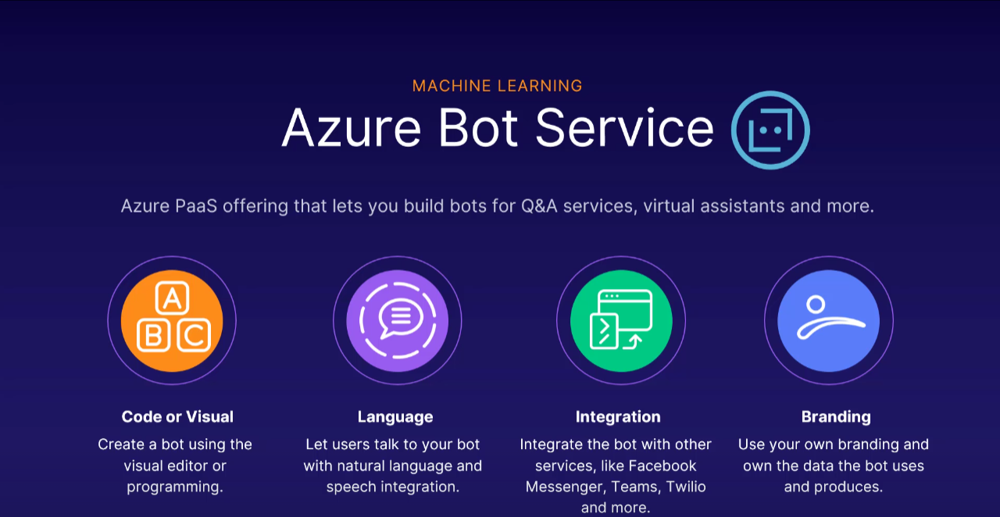 MACHINE LEARNING
Azure Bot Service
Azure PaaS offering that lets you build bots for Q&A services, virtual assistants and more.
A
B C
Code or Visual
Create a bot using the
visual editor or
programming.
Language
Let users talk to your bot
with natural language and
speech integration.
Integration
Integrate the bot with other
services, like Facebook
Messenger, Teams, Twilio
and more.
Branding
Use your own branding and
own the data the bot uses
and produces.